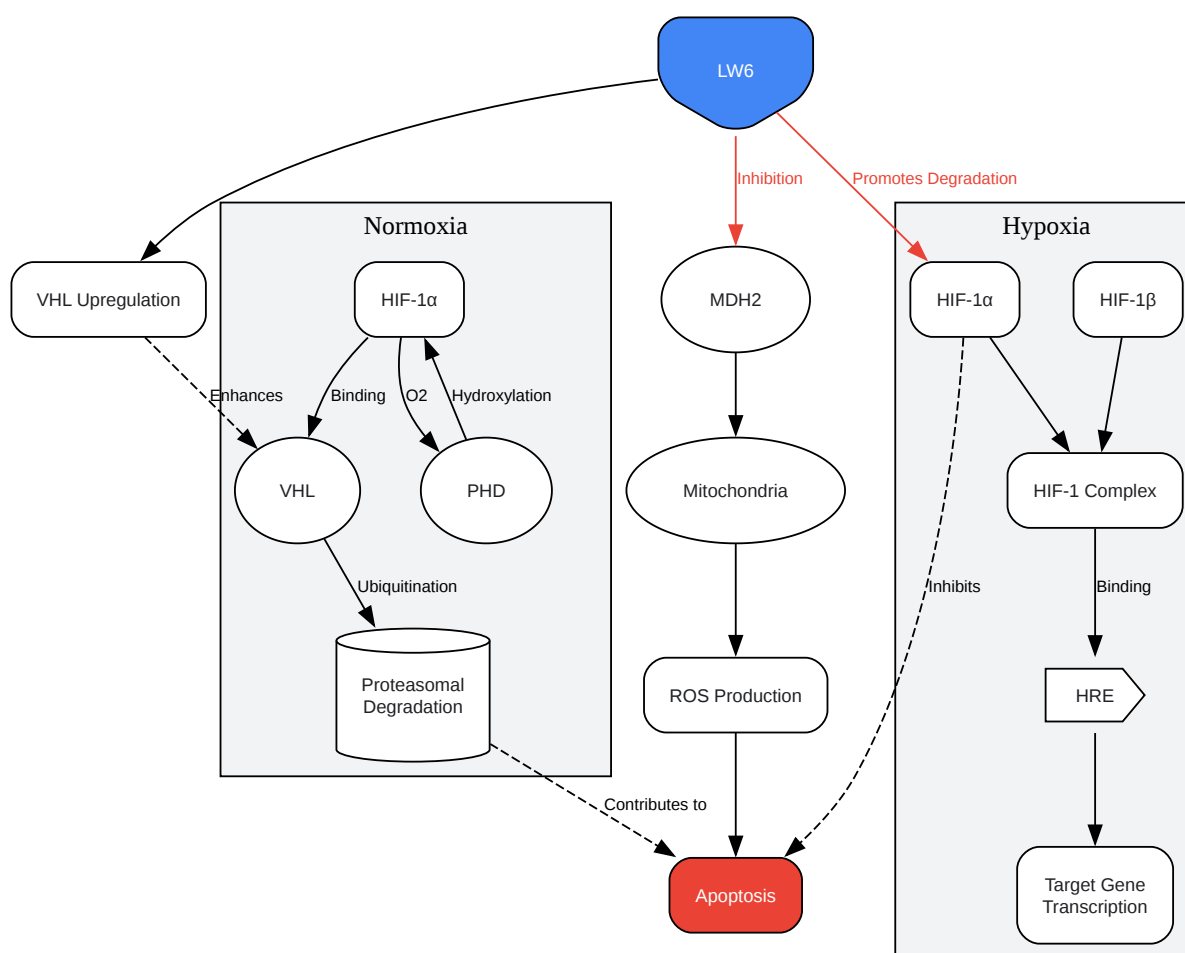 LW6
Inhibition
Promotes Degradation
Normoxia
Hypoxia
VHL Upregulation
HIF-1α
MDH2
HIF-1α
HIF-1β
Enhances
Binding
O2
Hydroxylation
VHL
PHD
Mitochondria
HIF-1 Complex
Ubiquitination
Inhibits
Binding
Proteasomal
Degradation
ROS Production
HRE
Contributes to
Apoptosis
Target Gene
Transcription